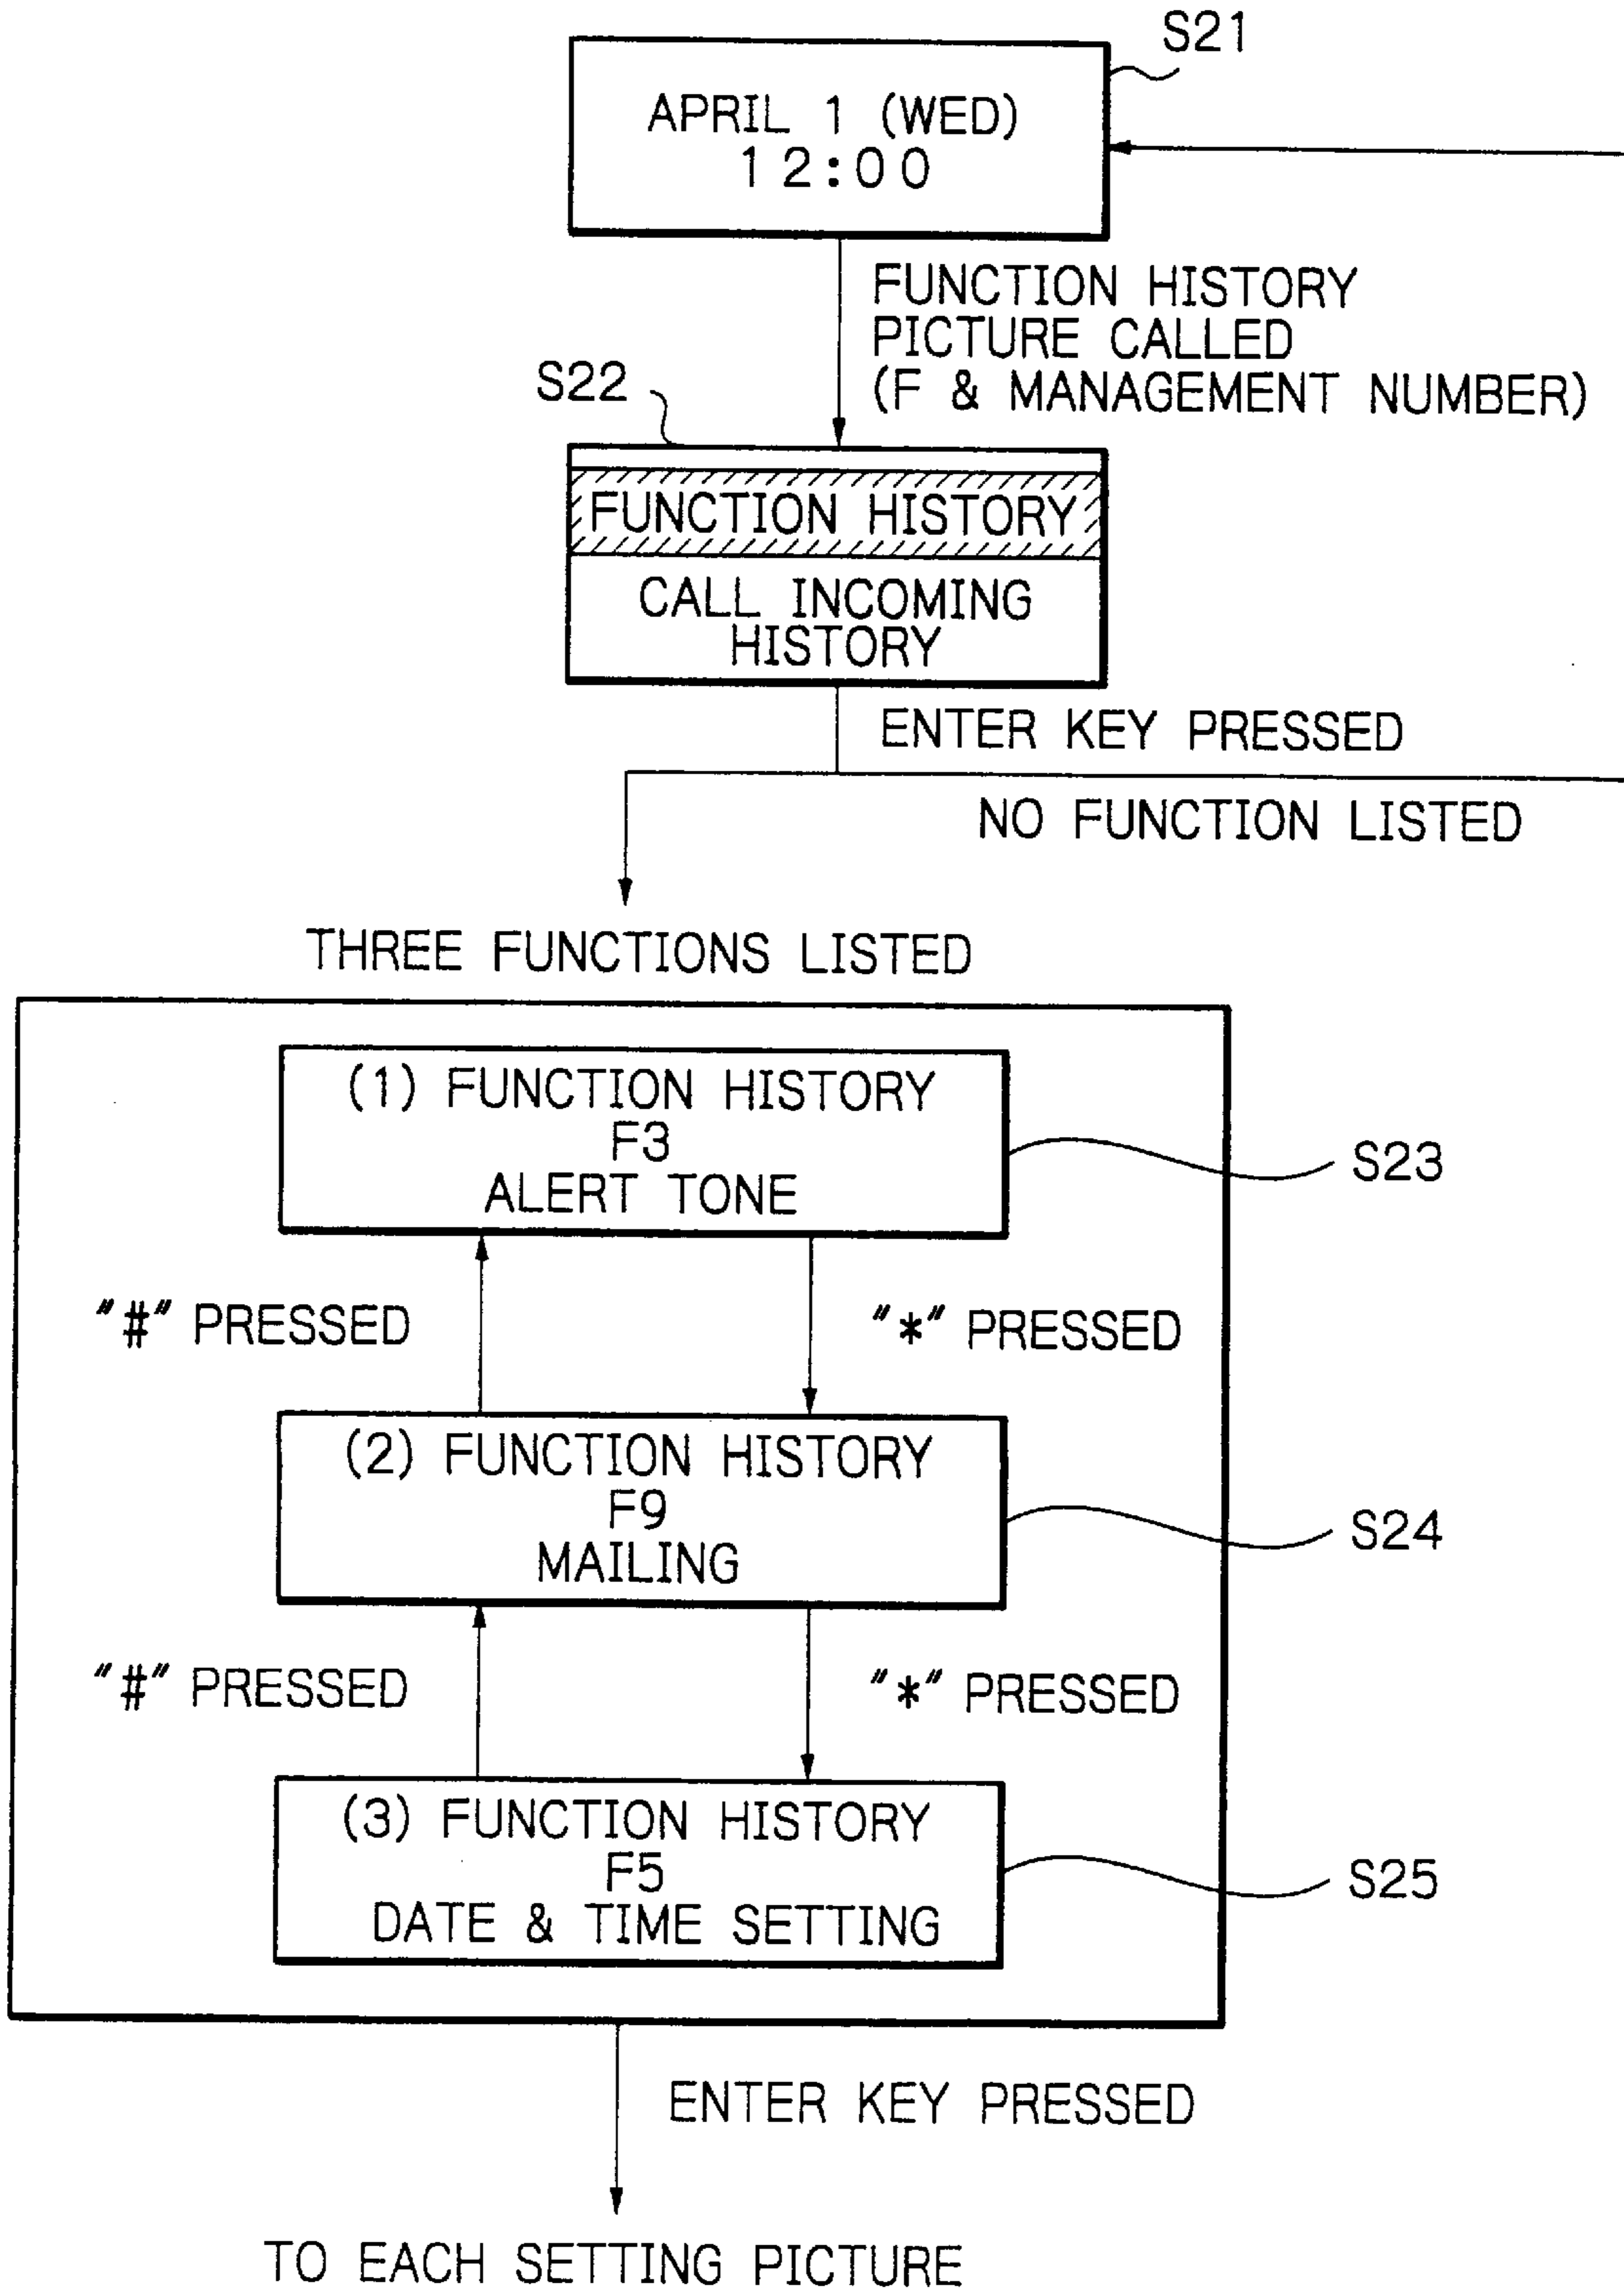 S21
APRIL 1 (WED)
12:00
FUNCTION HISTORY
PICTURE CALLED
(F & MANAGEMENT NUMBER)
S22
FUNCTION HISTORY
CALL INCOMING
HISTORY
ENTER KEY PRESSED
NO FUNCTION LISTED
THREE FUNCTIONS LISTED
(1) FUNCTION HISTORY
F3
ALERT TONE
S23
"#" PRESSED
"*" PRESSED
(2) FUNCTION HISTORY
F9
MAILING
S24
"#" PRESSED
"*" PRESSED
(3) FUNCTION HISTORY
F5
DATE & TIME SETTING
S25
ENTER KEY PRESSED
TO EACH SETTING PICTURE